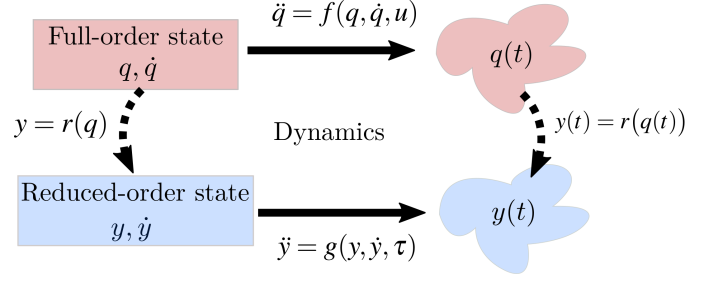 q̈ = f(q, q̇, u)
Full-order state
q, q̇
q(t)
y = r(q)
y(t) = r(q(t))
Dynamics
Reduced-order state
y, ẏ
y(t)
ÿ = g(y, ẏ, τ)